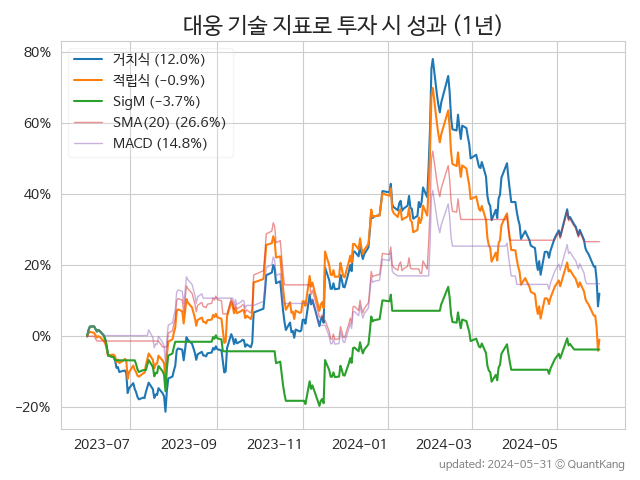 대웅 기술 지표로 투자 시 성과 (1년)
80%
60%
40%
20%
0%
−20%
거치식 (12.0%)
적립식 (−0.9%)
SigM (−3.7%)
SMA(20) (26.6%)
MACD (14.8%)
2023−07 2023−09 2023−11 2024−01 2024−03 2024−05
updated: 2024−05−31 ⓒ QuantKang